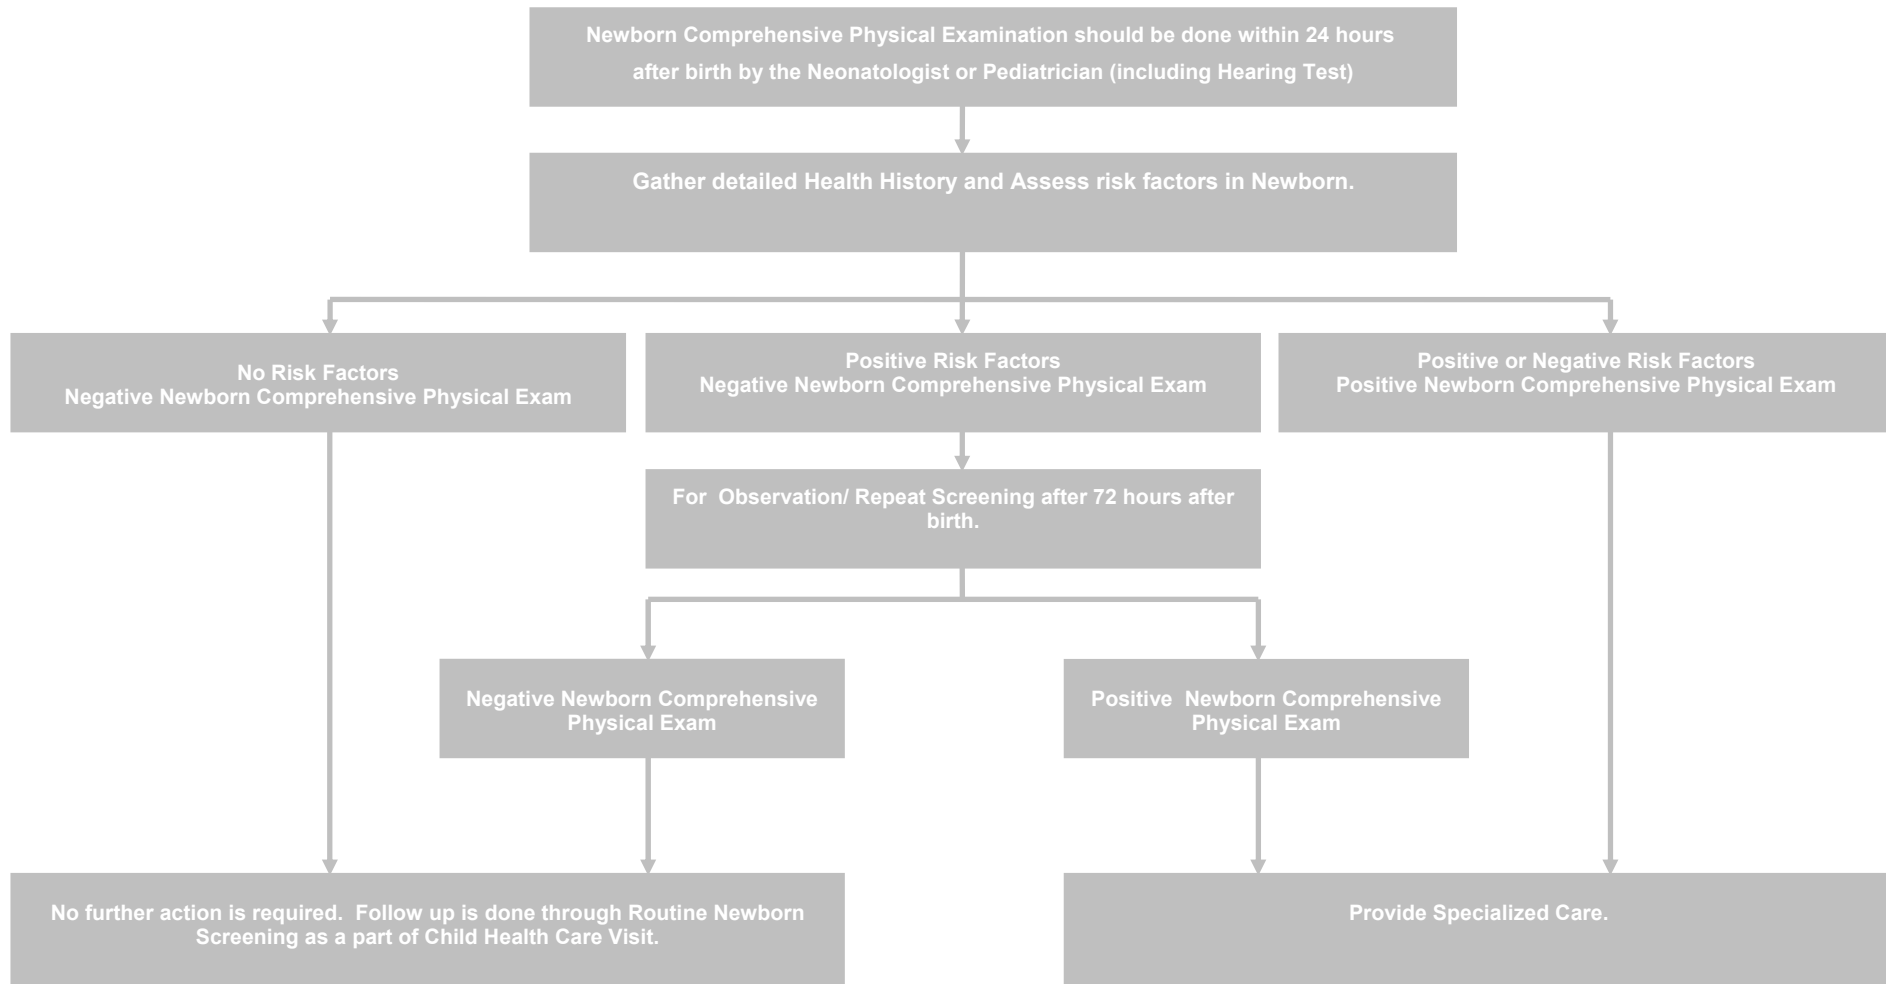 Newborn Comprehensive Physical Examination should be done within 24 hours
after birth by the Neonatologist or Pediatrician (including Hearing Test)
Gather detailed Health History and Assess risk factors in Newborn.
No Risk Factors
Negative Newborn Comprehensive Physical Exam
Positive Risk Factors
Negative Newborn Comprehensive Physical Exam
Positive or Negative Risk Factors
Positive Newborn Comprehensive Physical Exam
For Observation/ Repeat Screening after 72 hours after
birth.
Negative Newborn Comprehensive
Physical Exam
Positive Newborn Comprehensive
Physical Exam
No further action is required. Follow up is done through Routine Newborn
Screening as a part of Child Health Care Visit.
Provide Specialized Care.